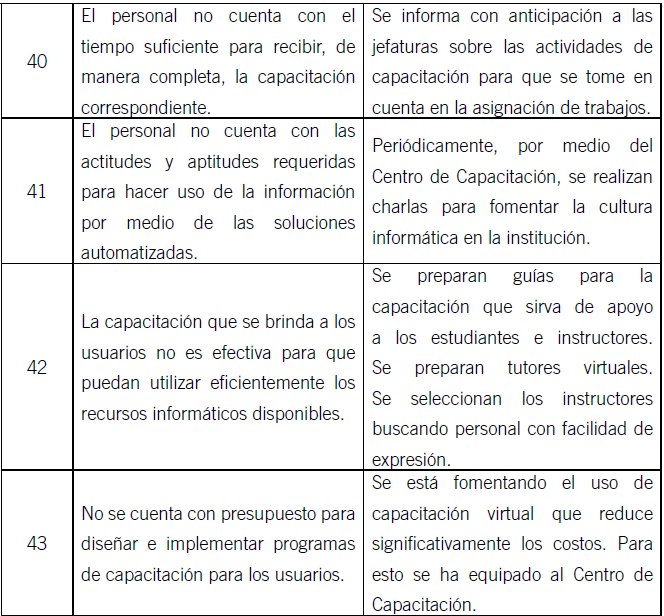 40
El personal no cuenta con el
tiempo suficiente para recibir, de
manera completa, la capacitación
correspondiente.
Se informa con anticipación a las
jefaturas sobre las actividades de
capacitación para que se tome en
cuenta en la asignación de trabajos.
41
El personal no cuenta con las
actitudes y aptitudes requeridas
para hacer uso de la información
por medio de las soluciones
automatizadas.
Periódicamente, por medio del
Centro de Capacitación, se realizan
charlas para fomentar la cultura
informática en la institución.
42
La capacitación que se brinda a los
usuarios no es efectiva para que
puedan utilizar eficientemente los
recursos informáticos disponibles.
Se preparan guías para la
capacitación que sirva de apoyo
a los estudiantes e instructores.
Se preparan tutores virtuales.
Se seleccionan los instructores
buscando personal con facilidad de
expresión.
43
No se cuenta con presupuesto para
diseñar e implementar programas
de capacitación para los usuarios.
Se está fomentando el uso de
capacitación virtual que reduce
significativamente los costos. Para
esto se ha equipado al Centro de
Capacitación.